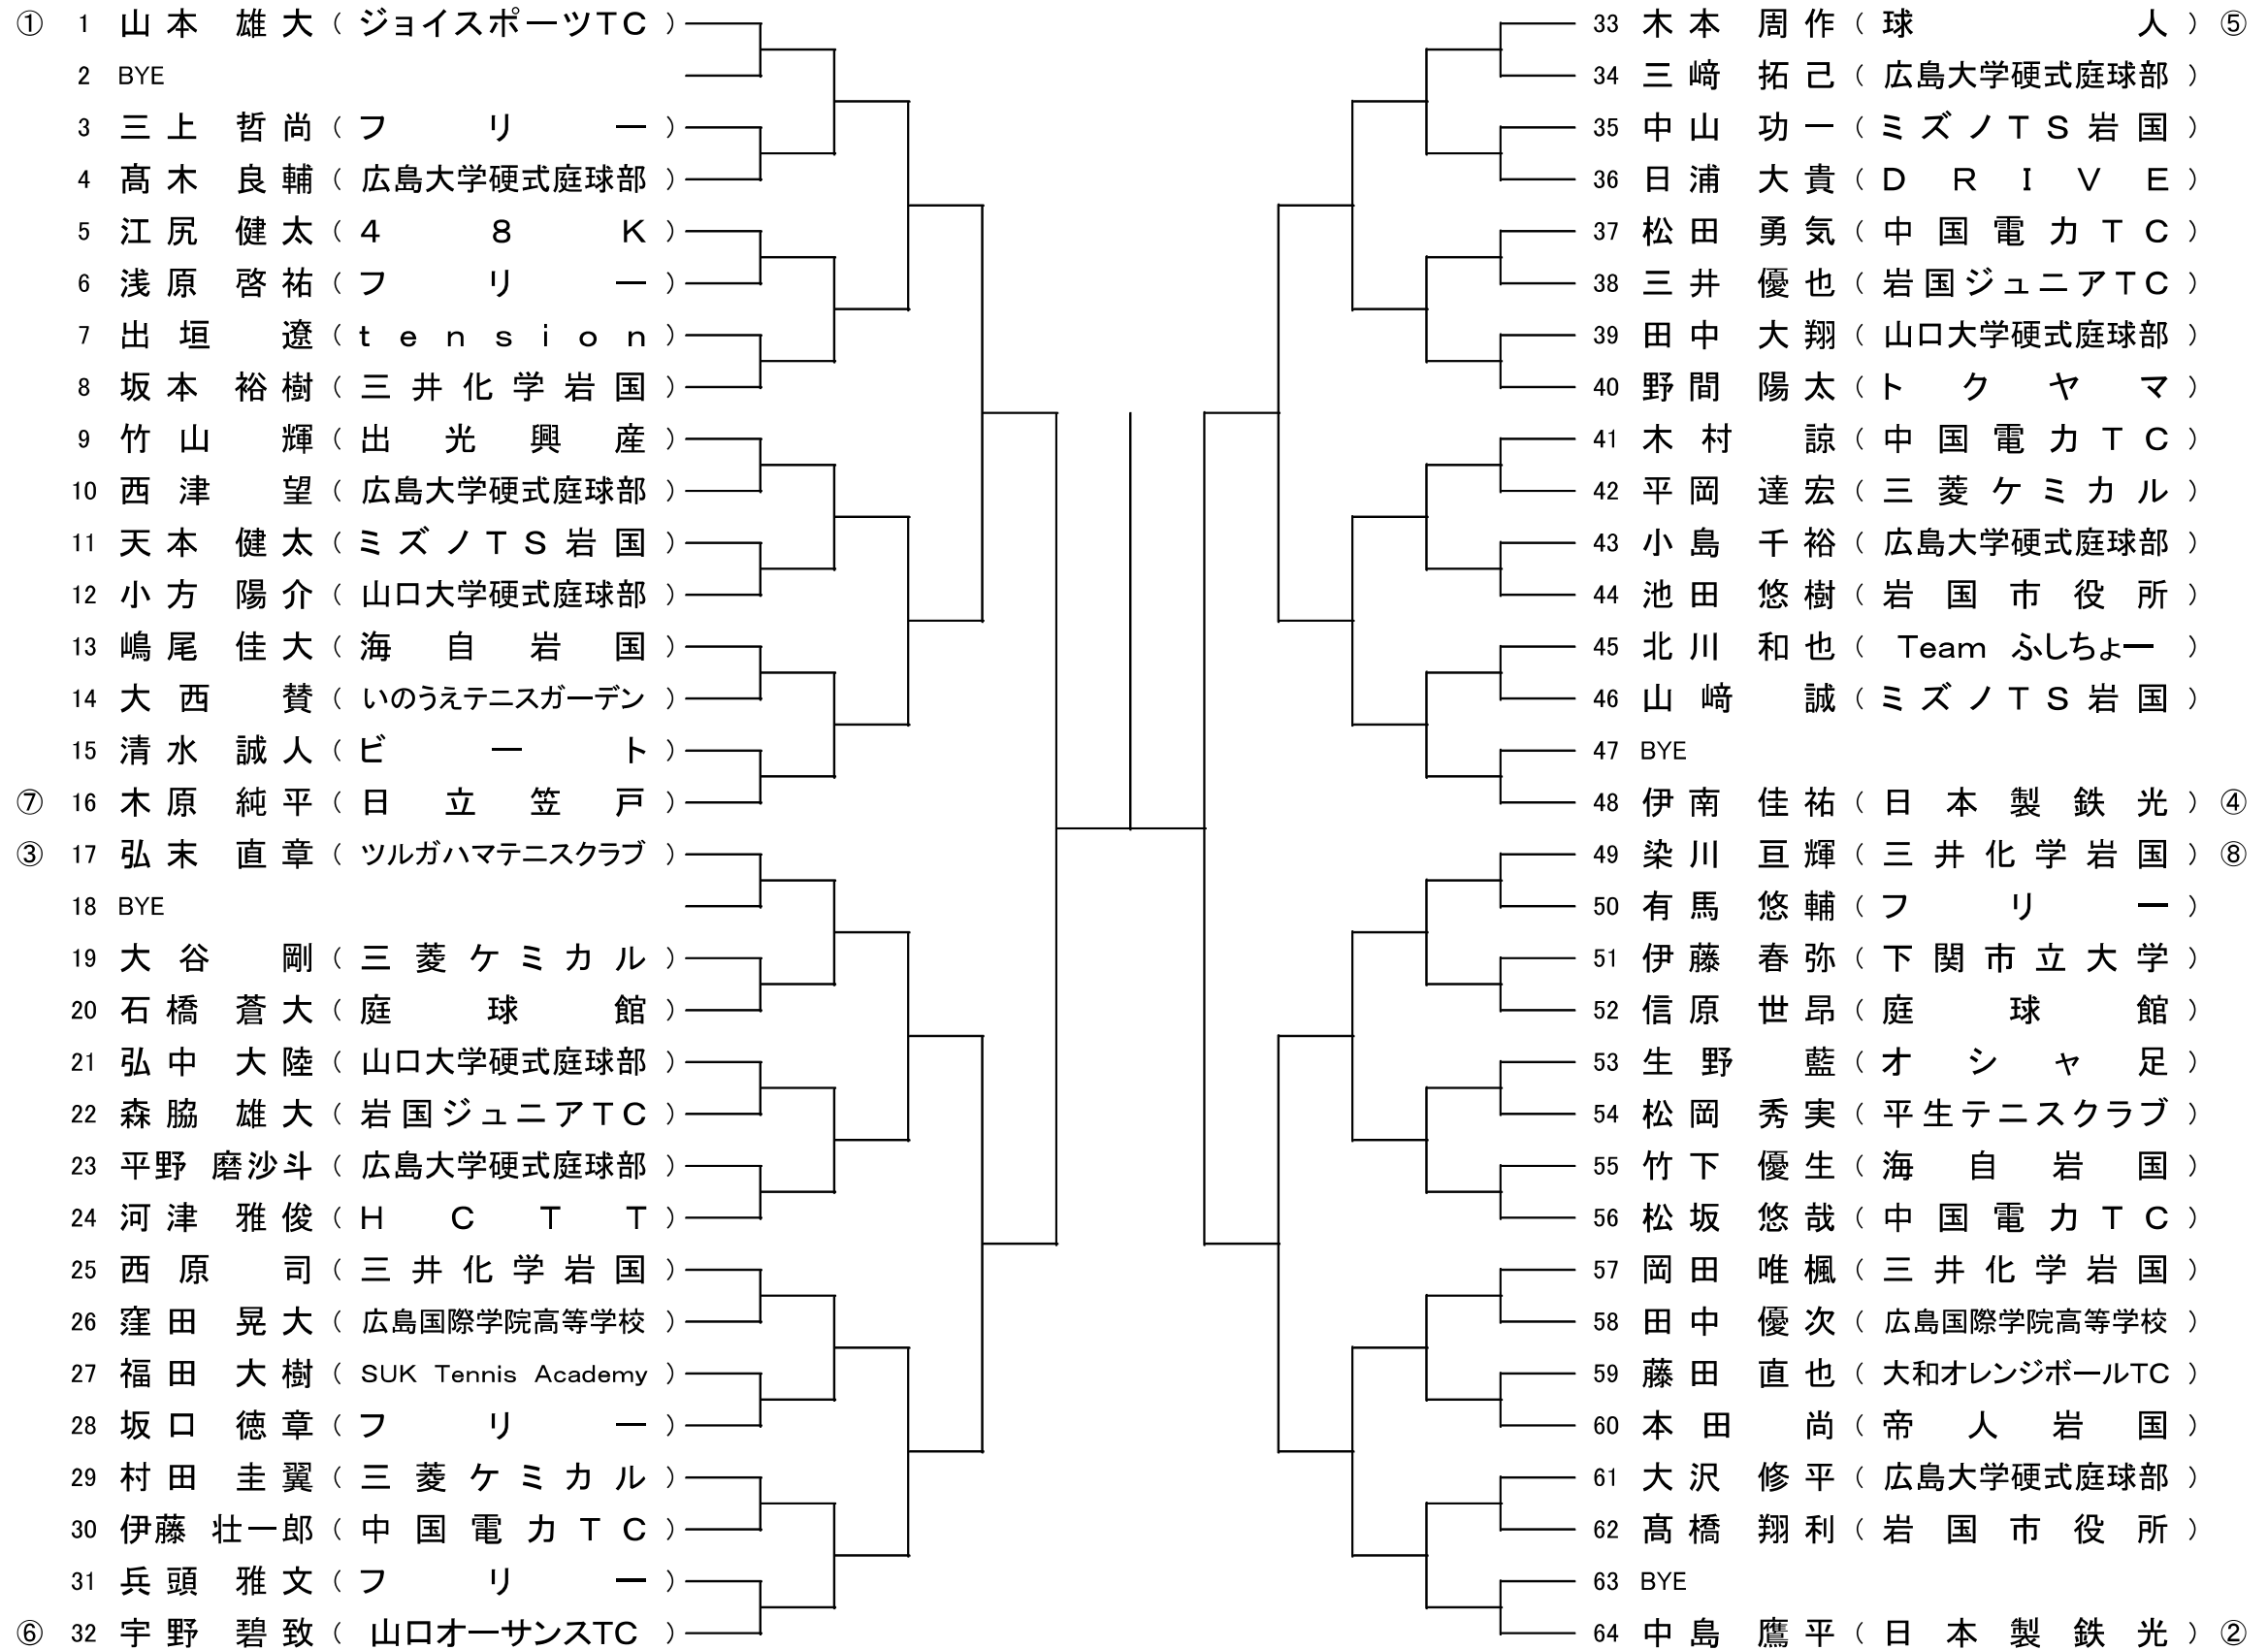 ① 1 山本 雄大 ( ジョイスポーツTC )
2 BYE
3 三上 哲尚 ( フリー )
4 髙木 良輔 ( 広島大学硬式庭球部 )
5 江尻 健太 ( 48K )
6 浅原 啓祐 ( フリー )
7 出垣 遼 ( tension )
8 坂本 裕樹 ( 三井化学岩国 )
9 竹山 輝 ( 出光興産 )
10 西津 望 ( 広島大学硬式庭球部 )
11 天本 健太 ( ミズノTS岩国 )
12 小方 陽介 ( 山口大学硬式庭球部 )
13 嶋尾 佳大 ( 海自岩国 )
14 大西 賛 ( いのうえテニスガーデン )
15 清水 誠人 ( ビート )
⑦ 16 木原 純平 ( 日立笠戸 )
③ 17 弘末 直章 ( ツルガハマテニスクラブ )
18 BYE
19 大谷 剛 ( 三菱ケミカル )
20 石橋 蒼大 ( 庭球館 )
21 弘中 大陸 ( 山口大学硬式庭球部 )
22 森脇 雄大 ( 岩国ジュニアTC )
23 平野 磨沙斗 ( 広島大学硬式庭球部 )
24 河津 雅俊 ( HCTT )
25 西原 司 ( 三井化学岩国 )
26 窪田 晃大 ( 広島国際学院高等学校 )
27 福田 大樹 ( SUK Tennis Academy )
28 坂口 徳章 ( フリー )
29 村田 圭翼 ( 三菱ケミカル )
30 伊藤 壮一郎 ( 中国電力TC )
31 兵頭 雅文 ( フリー )
⑥ 32 宇野 碧致 ( 山口オーサンスTC )
33 木本 周作 ( 球人 ) ⑤
34 三﨑 拓己 ( 広島大学硬式庭球部 )
35 中山 功一 ( ミズノTS岩国 )
36 日浦 大貴 ( DRIVE )
37 松田 勇気 ( 中国電力TC )
38 三井 優也 ( 岩国ジュニアTC )
39 田中 大翔 ( 山口大学硬式庭球部 )
40 野間 陽太 ( トクヤマ )
41 木村 諒 ( 中国電力TC )
42 平岡 達宏 ( 三菱ケミカル )
43 小島 千裕 ( 広島大学硬式庭球部 )
44 池田 悠樹 ( 岩国市役所 )
45 北川 和也 ( Team ふしちょー )
46 山﨑 誠 ( ミズノTS岩国 )
47 BYE
48 伊南 佳祐 ( 日本製鉄光 ) ④
49 染川 亘輝 ( 三井化学岩国 ) ⑧
50 有馬 悠輔 ( フリー )
51 伊藤 春弥 ( 下関市立大学 )
52 信原 世昂 ( 庭球館 )
53 生野 藍 ( オシャ足 )
54 松岡 秀実 ( 平生テニスクラブ )
55 竹下 優生 ( 海自岩国 )
56 松坂 悠哉 ( 中国電力TC )
57 岡田 唯楓 ( 三井化学岩国 )
58 田中 優次 ( 広島国際学院高等学校 )
59 藤田 直也 ( 大和オレンジボールTC )
60 本田 尚 ( 帝人岩国 )
61 大沢 修平 ( 広島大学硬式庭球部 )
62 髙橋 翔利 ( 岩国市役所 )
63 BYE
64 中島 鷹平 ( 日本製鉄光 ) ②